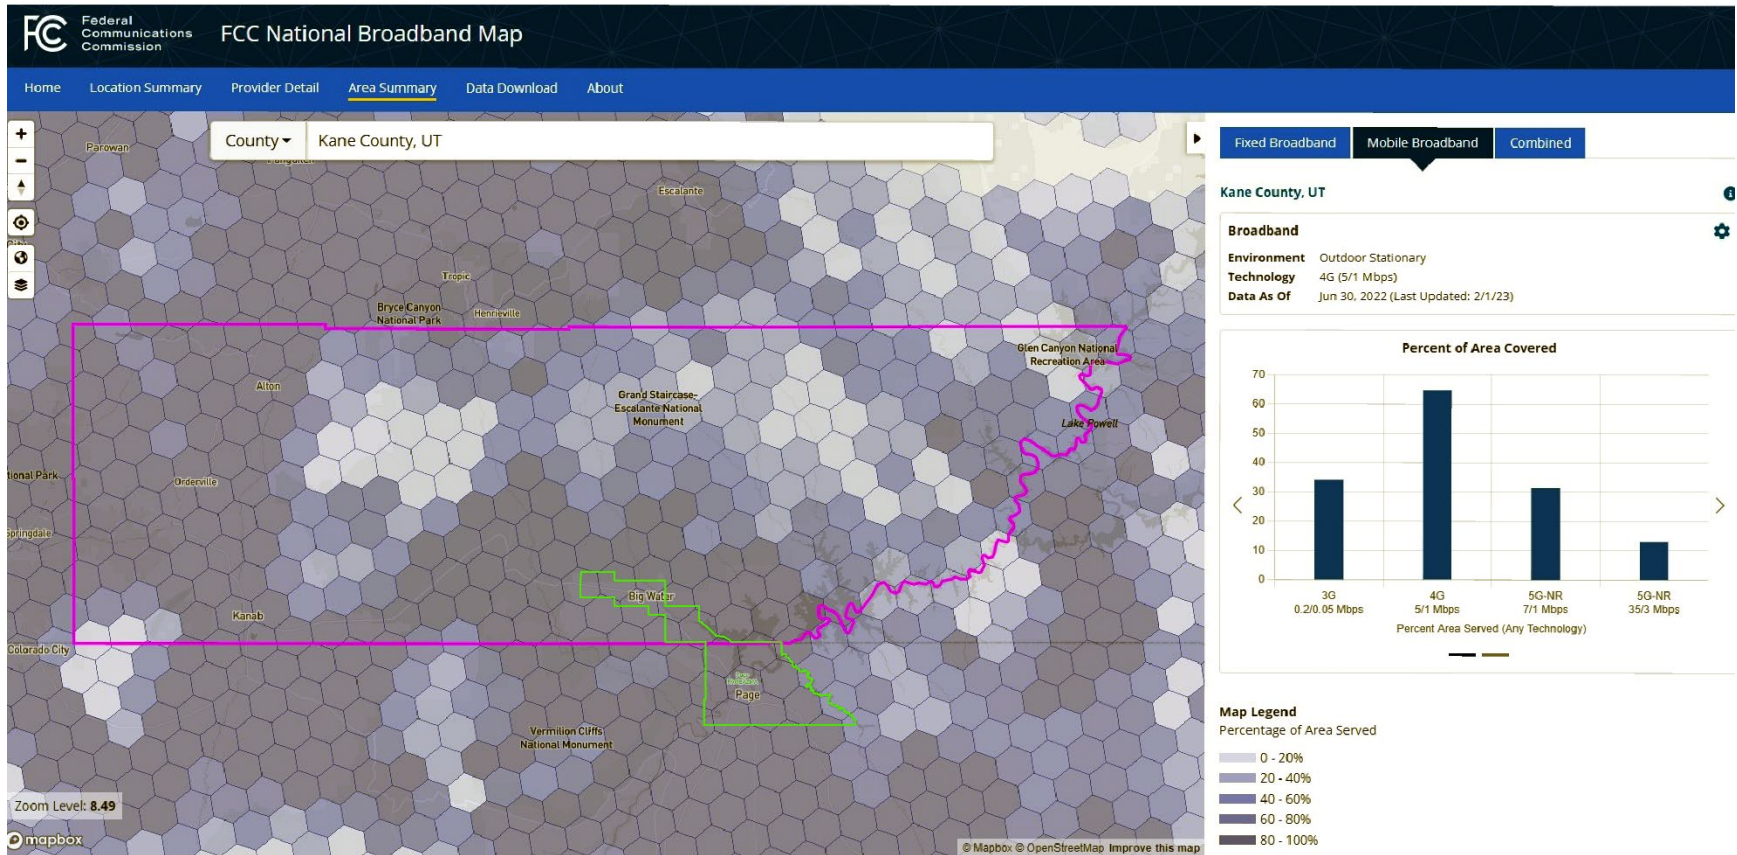 Federal
Communications
Commission
FCC National Broadband Map
Home Location Summary Provider Detail Area Summary Data Download About
County Kane County, UT
Parowan
Escalante
Tropic
Bryce Canyon
National Park
Henrieville
Glen Canyon National
Recreation Area
Alton
Grand Staircase-
Escalante National
Monument
Lake Powell
tional Park
Orderville
Springdale
Big Water
Kanab
Colorado City
Page
Vermilion Cliffs
National Monument
Zoom Level: 8.49
mapbox
© Mapbox © OpenStreetMap Improve this map
Fixed Broadband Mobile Broadband Combined
Kane County, UT
Broadband
Environment Outdoor Stationary
Technology 4G (5/1 Mbps)
Data As Of Jun 30, 2022 (Last Updated: 2/1/23)
Percent of Area Covered
70
60
50
40
30
20
10
0
3G 4G 5G-NR 5G-NR
0.2/0.05 Mbps 5/1 Mbps 7/1 Mbps 35/3 Mbps
Percent Area Served (Any Technology)
Map Legend
Percentage of Area Served
0 - 20%
20 - 40%
40 - 60%
60 - 80%
80 - 100%